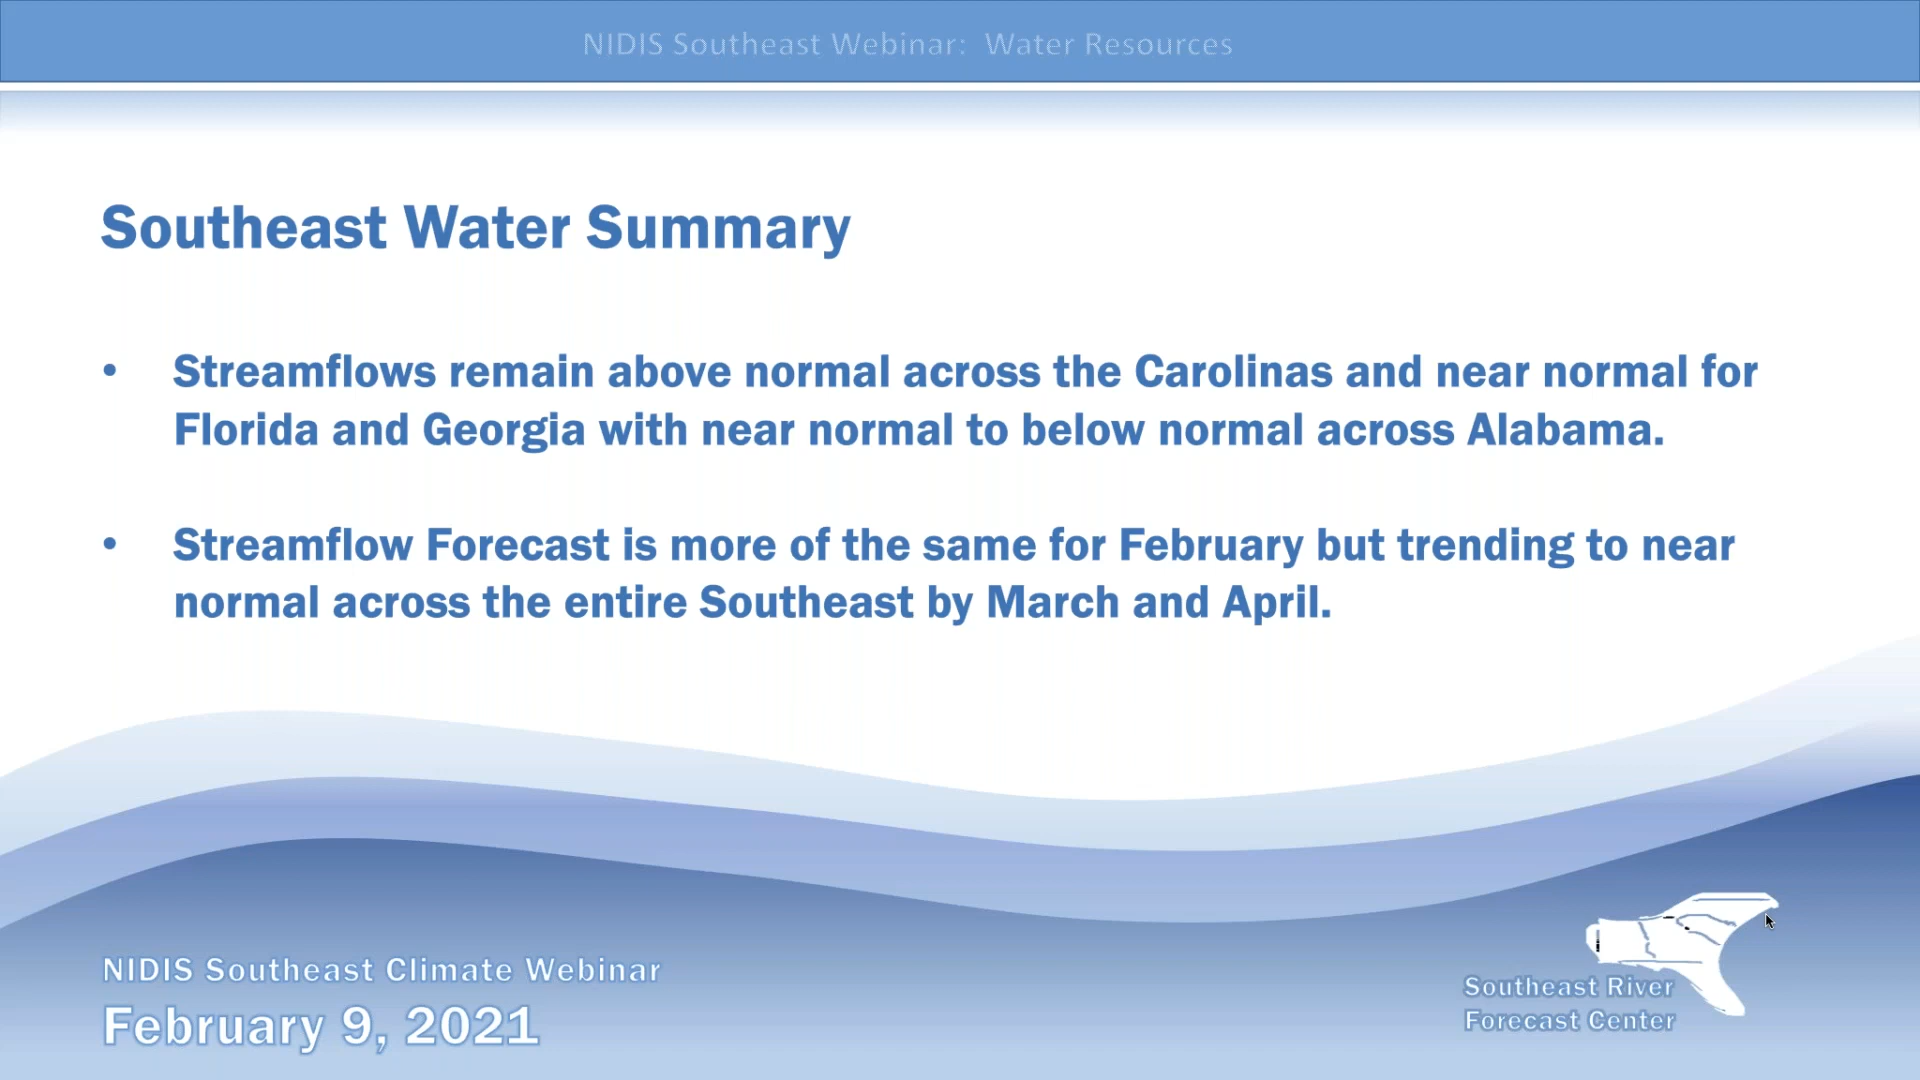 NIDIS Southeast Webinar: Water Resources
Southeast Water Summary
• Streamflows remain above normal across the Carolinas and near normal for
Florida and Georgia with near normal to below normal across Alabama.
• Streamflow Forecast is more of the same for February but trending to near
normal across the entire Southeast by March and April.
NIDIS Southeast Climate Webinar
February 9, 2021
Southeast River
Forecast Center